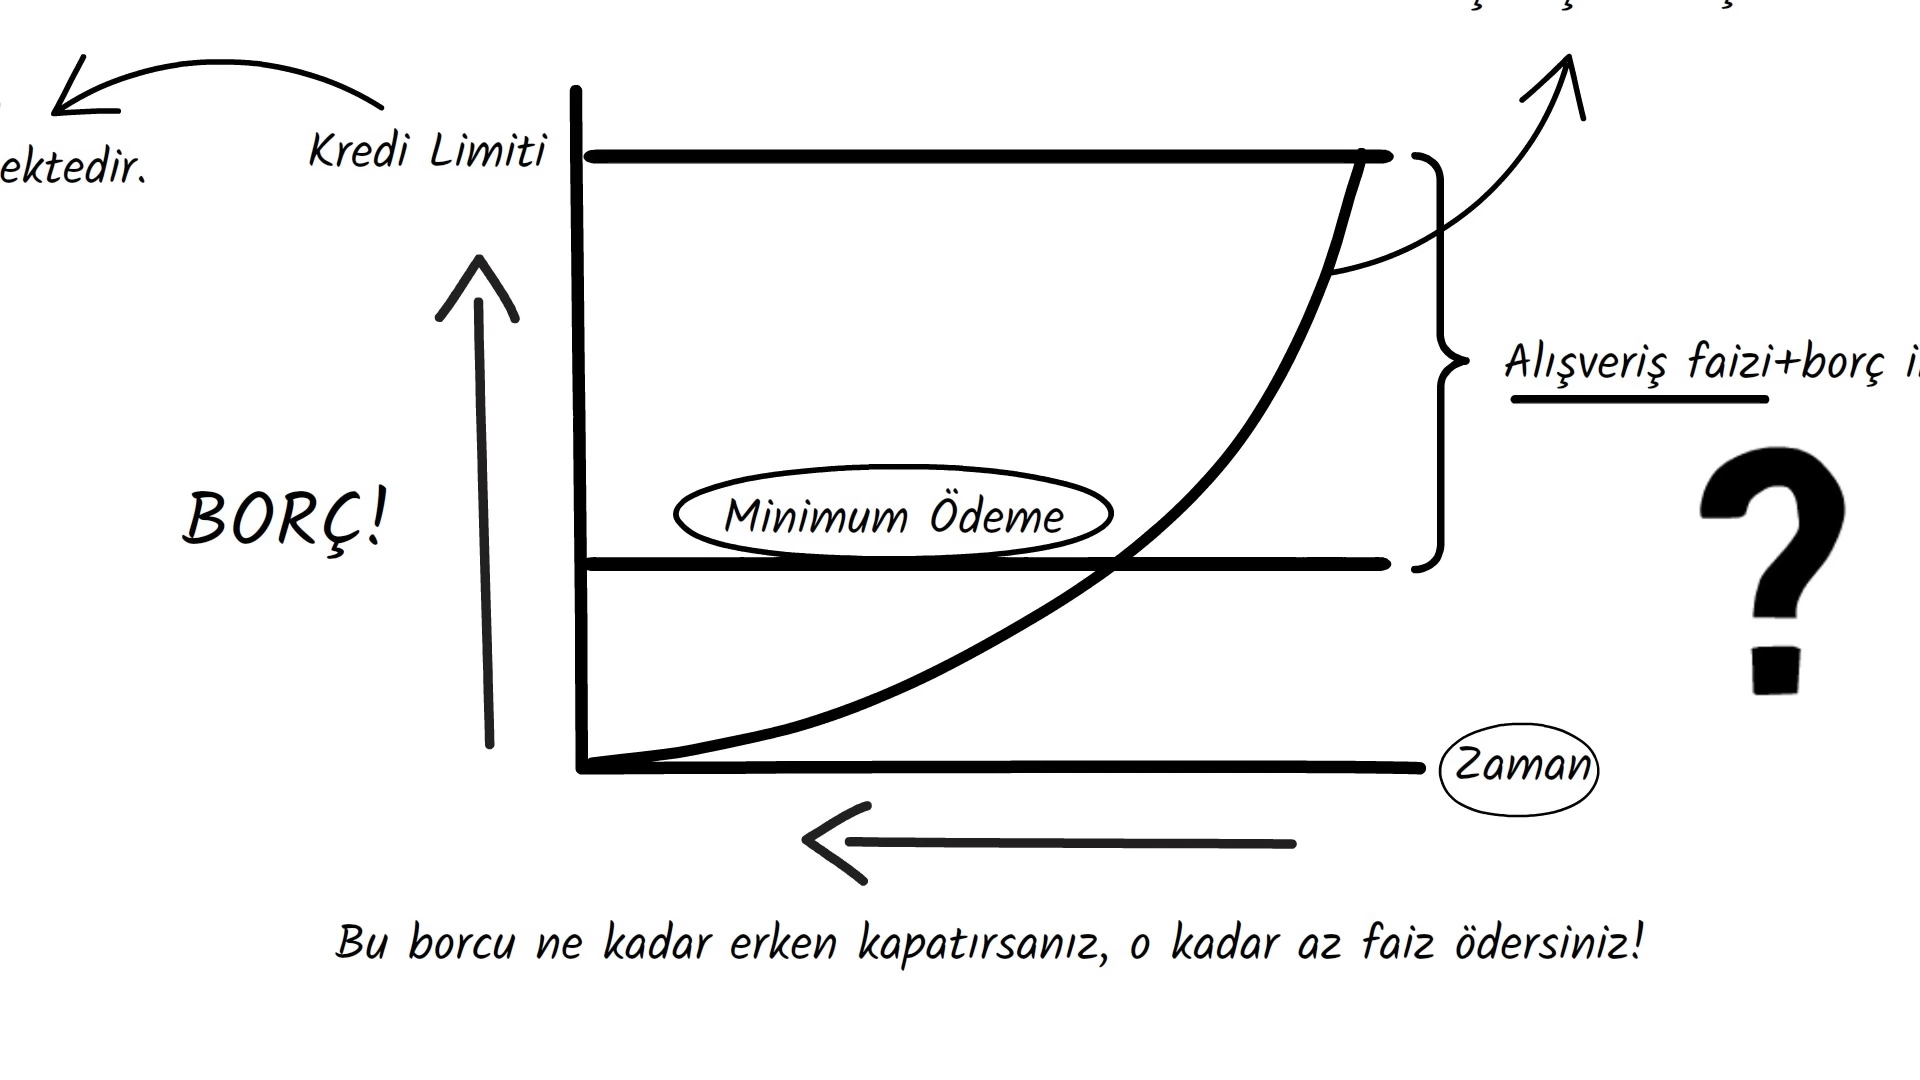 ektedir.
Kredi Limiti
Alışveriş faizi+borç
BORÇ!
Minimum Ödeme
?
Zaman
Bu borcu ne kadar erken kapatırsanız, o kadar az faiz ödersiniz!